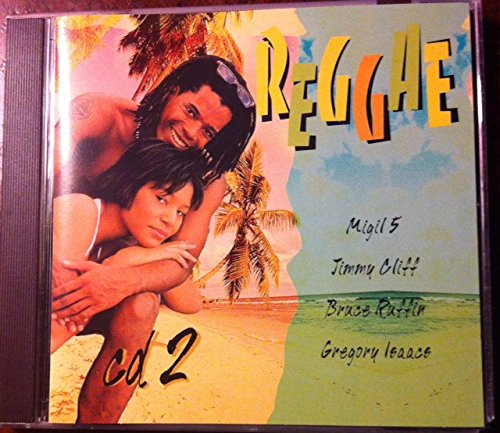 REGGAE
Migil 5
Jimmy Cliff
Bruce Ruffin
Gregory Isaacs
cd 2